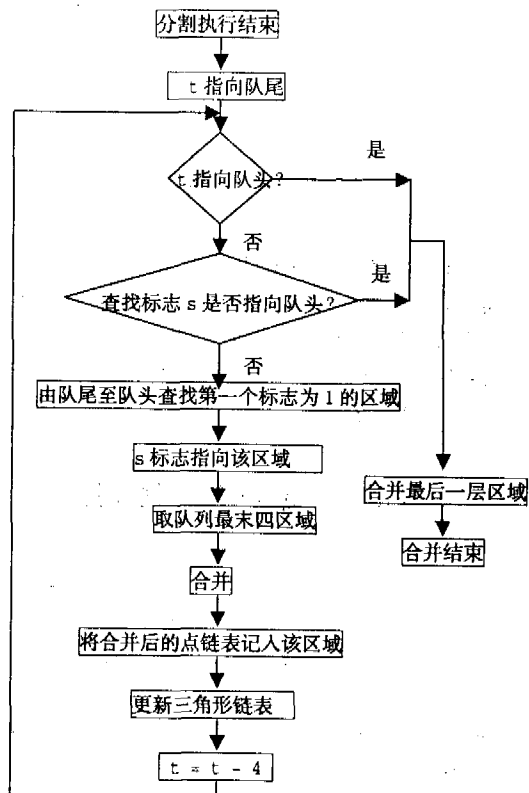 分割执行结束
t 指向队尾
t 指向队头?
是
否
查找标志 s 是否指向队头?
是
否
由队尾至队头查找第一个标志为 1 的区域
s 标志指向该区域
取队列最末四区域
合并
将合并后的点链表记入该区域
更新三角形链表
t = t - 4
合并最后一层区域
合并结束